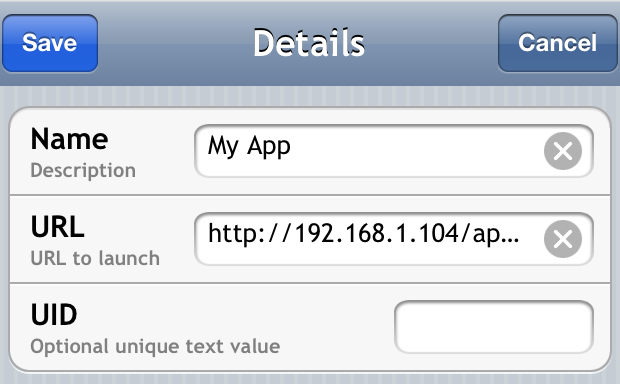 Save
Details
Cancel
Name
My App
Description
URL
http://192.168.1.104/ap...
URL to launch
UID
Optional unique text value